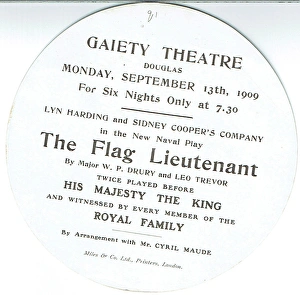 GAIETY THEATRE
DOUGLAS
MONDAY, SEPTEMBER 13th, 1909
For Six Nights Only at 7.30
LYN HARDING and SIDNEY COOPER'S COMPANY
in the New Naval Play
The Flag Lieutenant
By Major W. P. DRURY and LEO TREVOR
TWICE PLAYED BEFORE
HIS MAJESTY THE KING
AND WITNESSED BY EVERY MEMBER OF THE
ROYAL FAMILY
By Arrangement with Mr. CYRIL MAUDE
Miles & Co. Ltd., Printers, London.